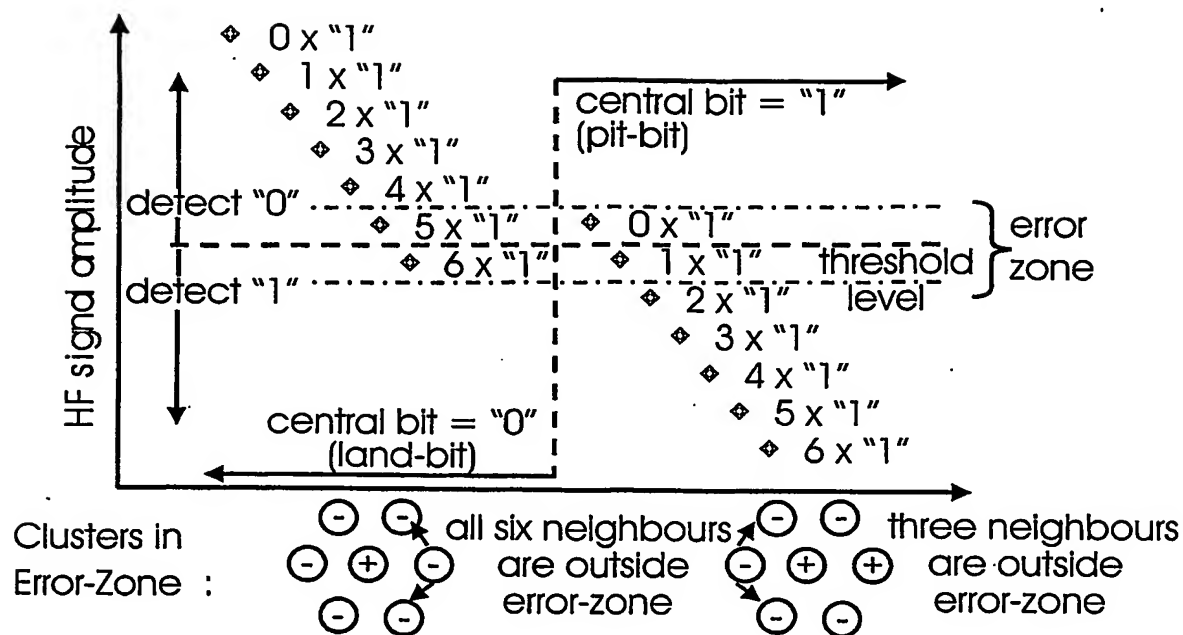 HF signal amplitude
0 x "1"
1 x "1"
2 x "1"
3 x "1"
4 x "1"
5 x "1"
6 x "1"
detect "0"
detect "1"
central bit = "1"
(pit-bit)
0 x "1"
1 x "1"
2 x "1"
3 x "1"
4 x "1"
5 x "1"
6 x "1"
threshold
level
error
zone
central bit = "0"
(land-bit)
Clusters in
Error-Zone :
- -
- + -
- -
all six neighbours
are outside
error-zone
- -
- + +
- -
three neighbours
are outside
error-zone